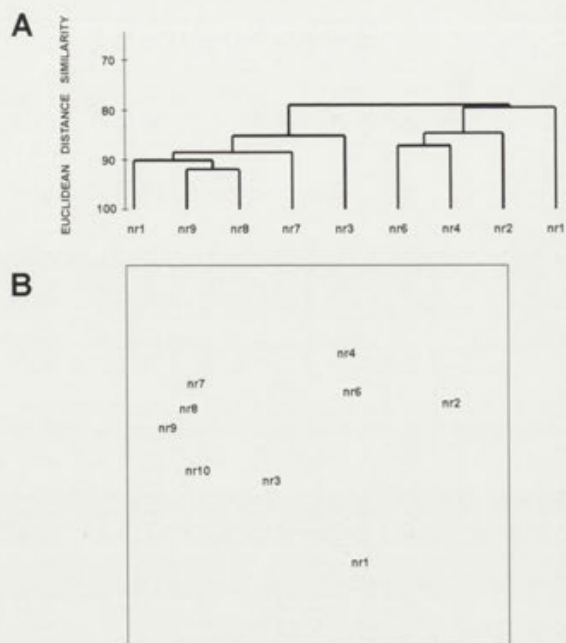 A
EUCLIDEAN DISTANCE SIMILARITY
70
80
90
100
nr1 nr9 nr8 nr7 nr3 nr6 nr4 nr2 nr1
B
nr4
nr7
nr6
nr8
nr2
nr9
nr10
nr3
nr1